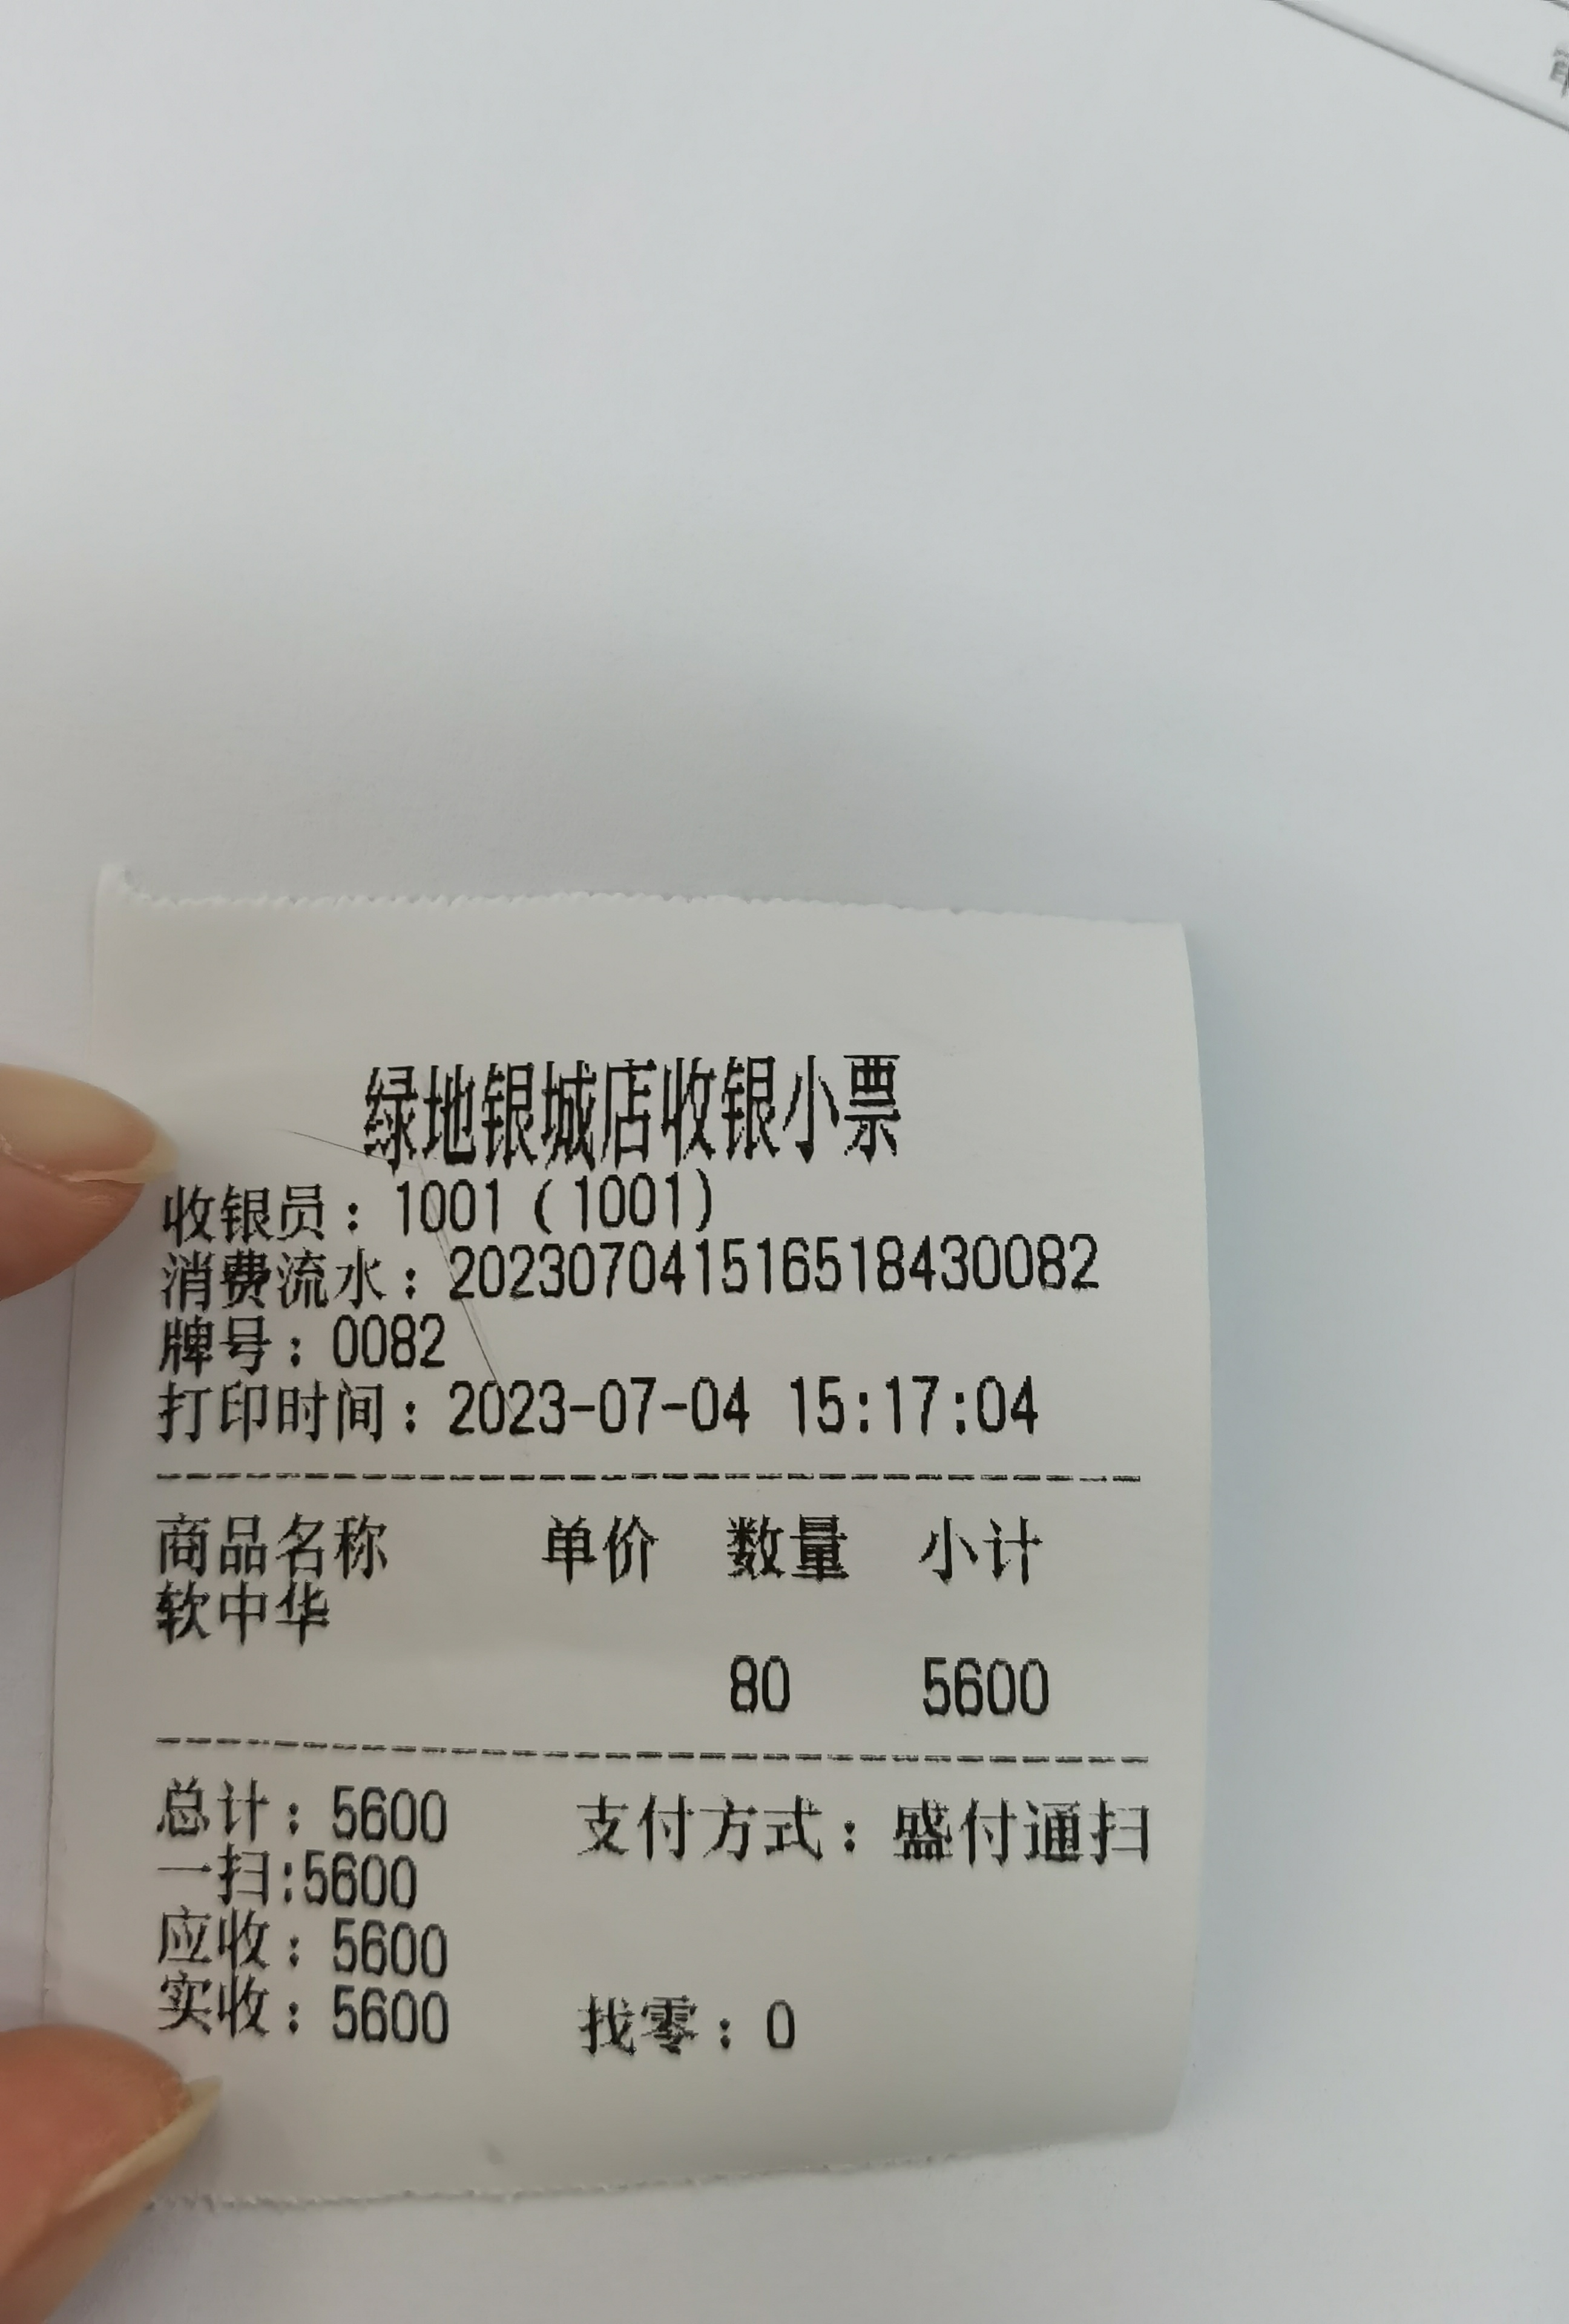 绿地银城店收银小票
收银员：1001（1001）
消费流水：202307041516518430082
牌号：0082
打印时间：2023-07-04 15:17:04
商品名称 单价 数量 小计
软中华
80 5600
总计：5600 支付方式：盛付通扫
一扫:5600
应收：5600
实收：5600 找零：0